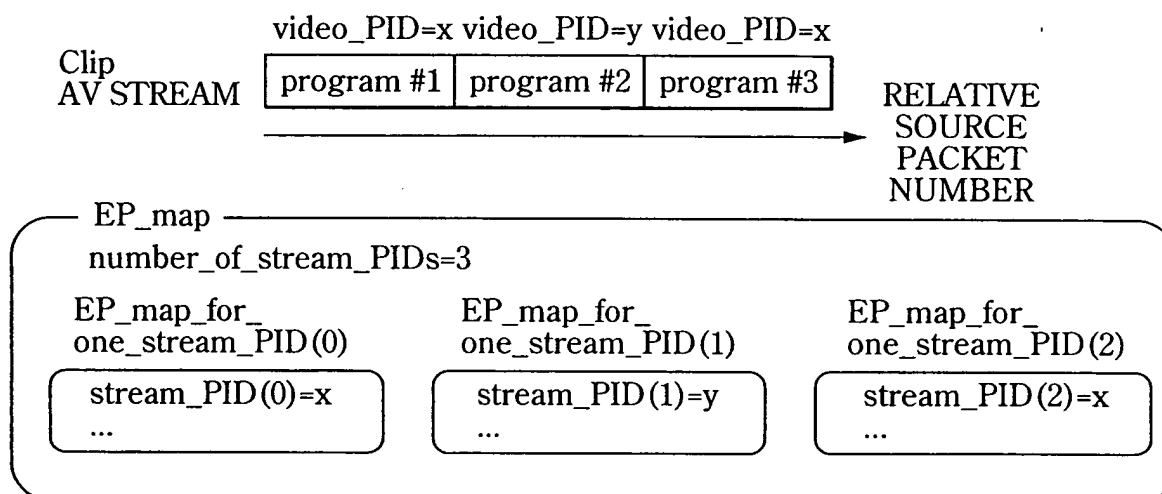 video_PID=x video_PID=y video_PID=x
Clip
AV STREAM
program #1 program #2 program #3
RELATIVE
SOURCE
PACKET
NUMBER
EP_map
number_of_stream_PIDs=3
EP_map_for_
one_stream_PID(0)
stream_PID(0)=x
...
EP_map_for_
one_stream_PID(1)
stream_PID(1)=y
...
EP_map_for_
one_stream_PID(2)
stream_PID(2)=x
...